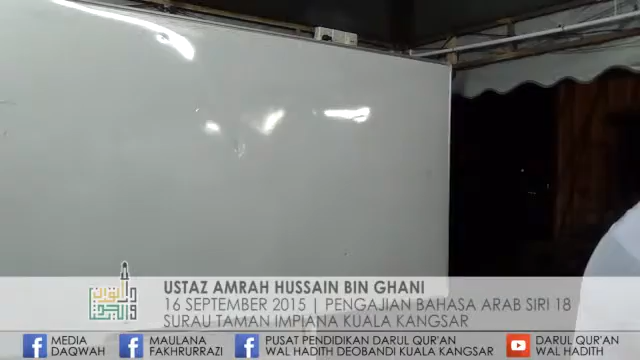 USTAZ AMRAH HUSSAIN BIN GHANI
16 SEPTEMBER 2015 | PENGAJIAN BAHASA ARAB SIRI 18
SURAU TAMAN IMPIANA KUALA KANGSAR
MEDIA DAQWAH
MAULANA FAKHRURRAZI
PUSAT PENDIDIKAN DARUL QUR'AN WAL HADITH DEOBANDI KUALA KANGSAR
DARUL QUR'AN WAL HADITH